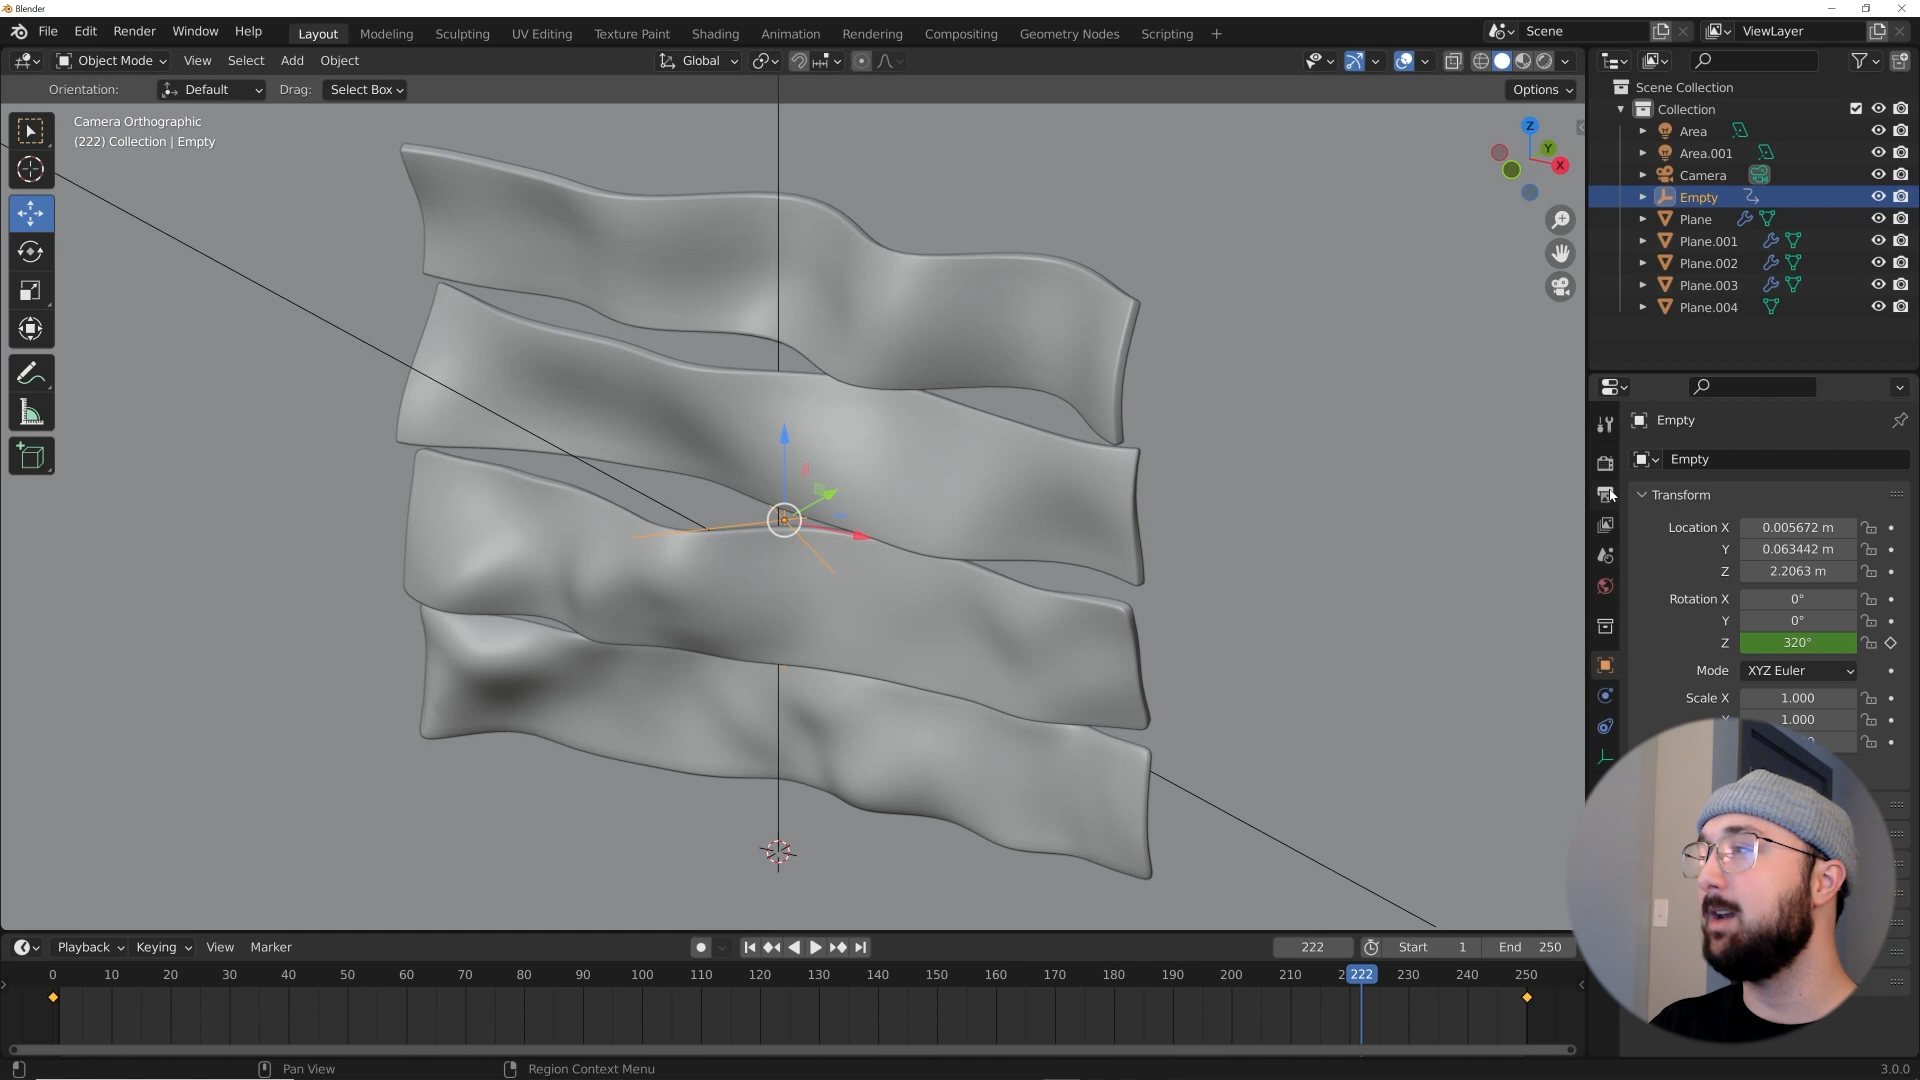 Blender
File Edit Render Window Help Layout Modeling Sculpting UV Editing Texture Paint Shading Animation Rendering Compositing Geometry Nodes Scripting + Scene ViewLayer
Object Mode View Select Add Object Global
Orientation: Default Drag: Select Box Options
Camera Orthographic
(222) Collection | Empty
Z
Y
X
Scene Collection
Collection
Area
Area.001
Camera
Empty
Plane
Plane.001
Plane.002
Plane.003
Plane.004
Empty
Empty
Transform
Location X 0.005672 m
Y 0.063442 m
Z 2.2063 m
Rotation X 0°
Y 0°
Z 320°
Mode XYZ Euler
Scale X 1.000
1.000
Playback Keying View Marker 222 Start 1 End 250
0 10 20 30 40 50 60 70 80 90 100 110 120 130 140 150 160 170 180 190 200 210 222 230 240 250
Pan View Region Context Menu 3.0.0